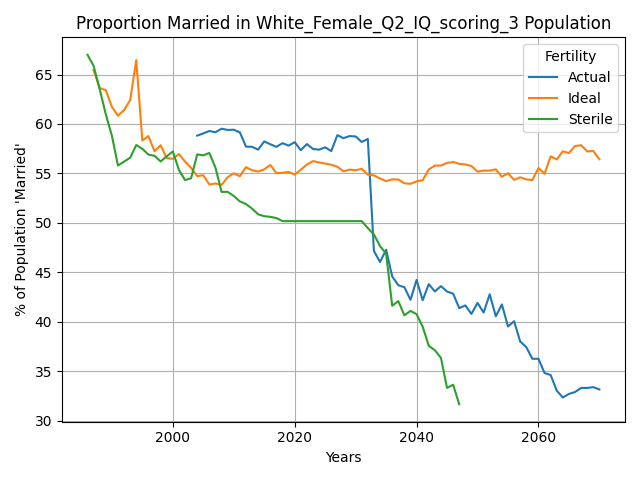 Proportion Married in White_Female_Q2_IQ_scoring_3 Population
% of Population 'Married'
65
60
55
50
45
40
35
30
2000
2020
2040
2060
Years
Fertility
Actual
Ideal
Sterile